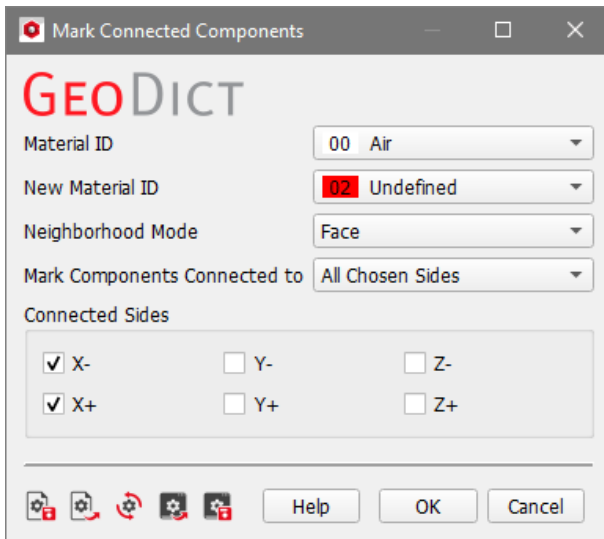 Mark Connected Components
GEODICT
Material ID 00 Air
New Material ID 02 Undefined
Neighborhood Mode Face
Mark Components Connected to All Chosen Sides
Connected Sides
X- Y- Z-
X+ Y+ Z+
Help OK Cancel